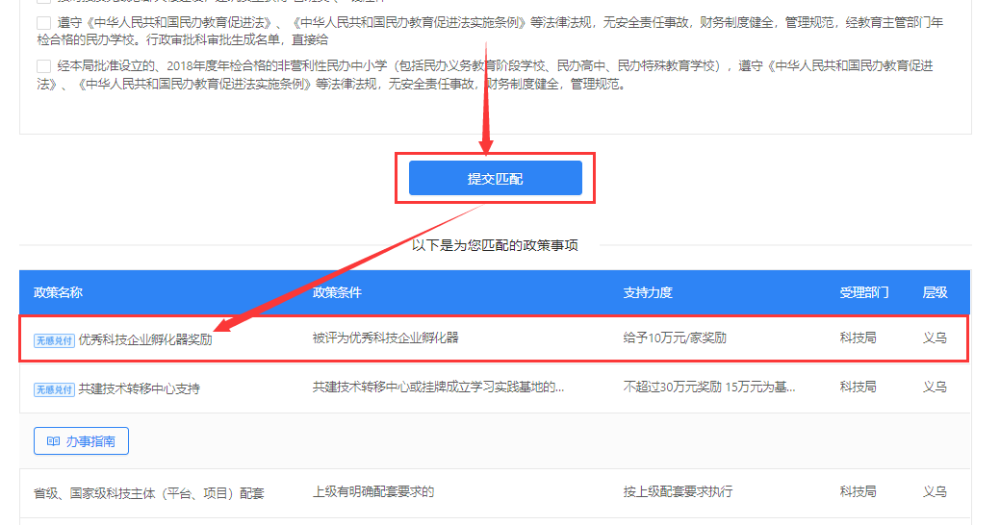 遵守《中华人民共和国民办教育促进法》、《中华人民共和国民办教育促进法实施条例》等法律法规，无安全责任事故，财务制度健全，管理规范，经教育主管部门年
检合格的民办学校。行政审批科审批生成名单，直接给
经本局批准设立的、2018年度年检合格的非营利性民办中小学（包括民办义务教育阶段学校、民办高中、民办特殊教育学校），遵守《中华人民共和国民办教育促进
法》、《中华人民共和国民办教育促进法实施条例》等法律法规，无安全责任事故，财务制度健全，管理规范。
提交匹配
以下是为您匹配的政策事项
政策名称 政策条件 支持力度 受理部门 层级
无感兑付 优秀科技企业孵化器奖励 被评为优秀科技企业孵化器 给予10万元/家奖励 科技局 义乌
无感兑付 共建技术转移中心支持 共建技术转移中心或挂牌成立学习实践基地的... 不超过30万元奖励 15万元为基... 科技局 义乌
办事指南
省级、国家级科技主体（平台、项目）配套 上级有明确配套要求的 按上级配套要求执行 科技局 义乌